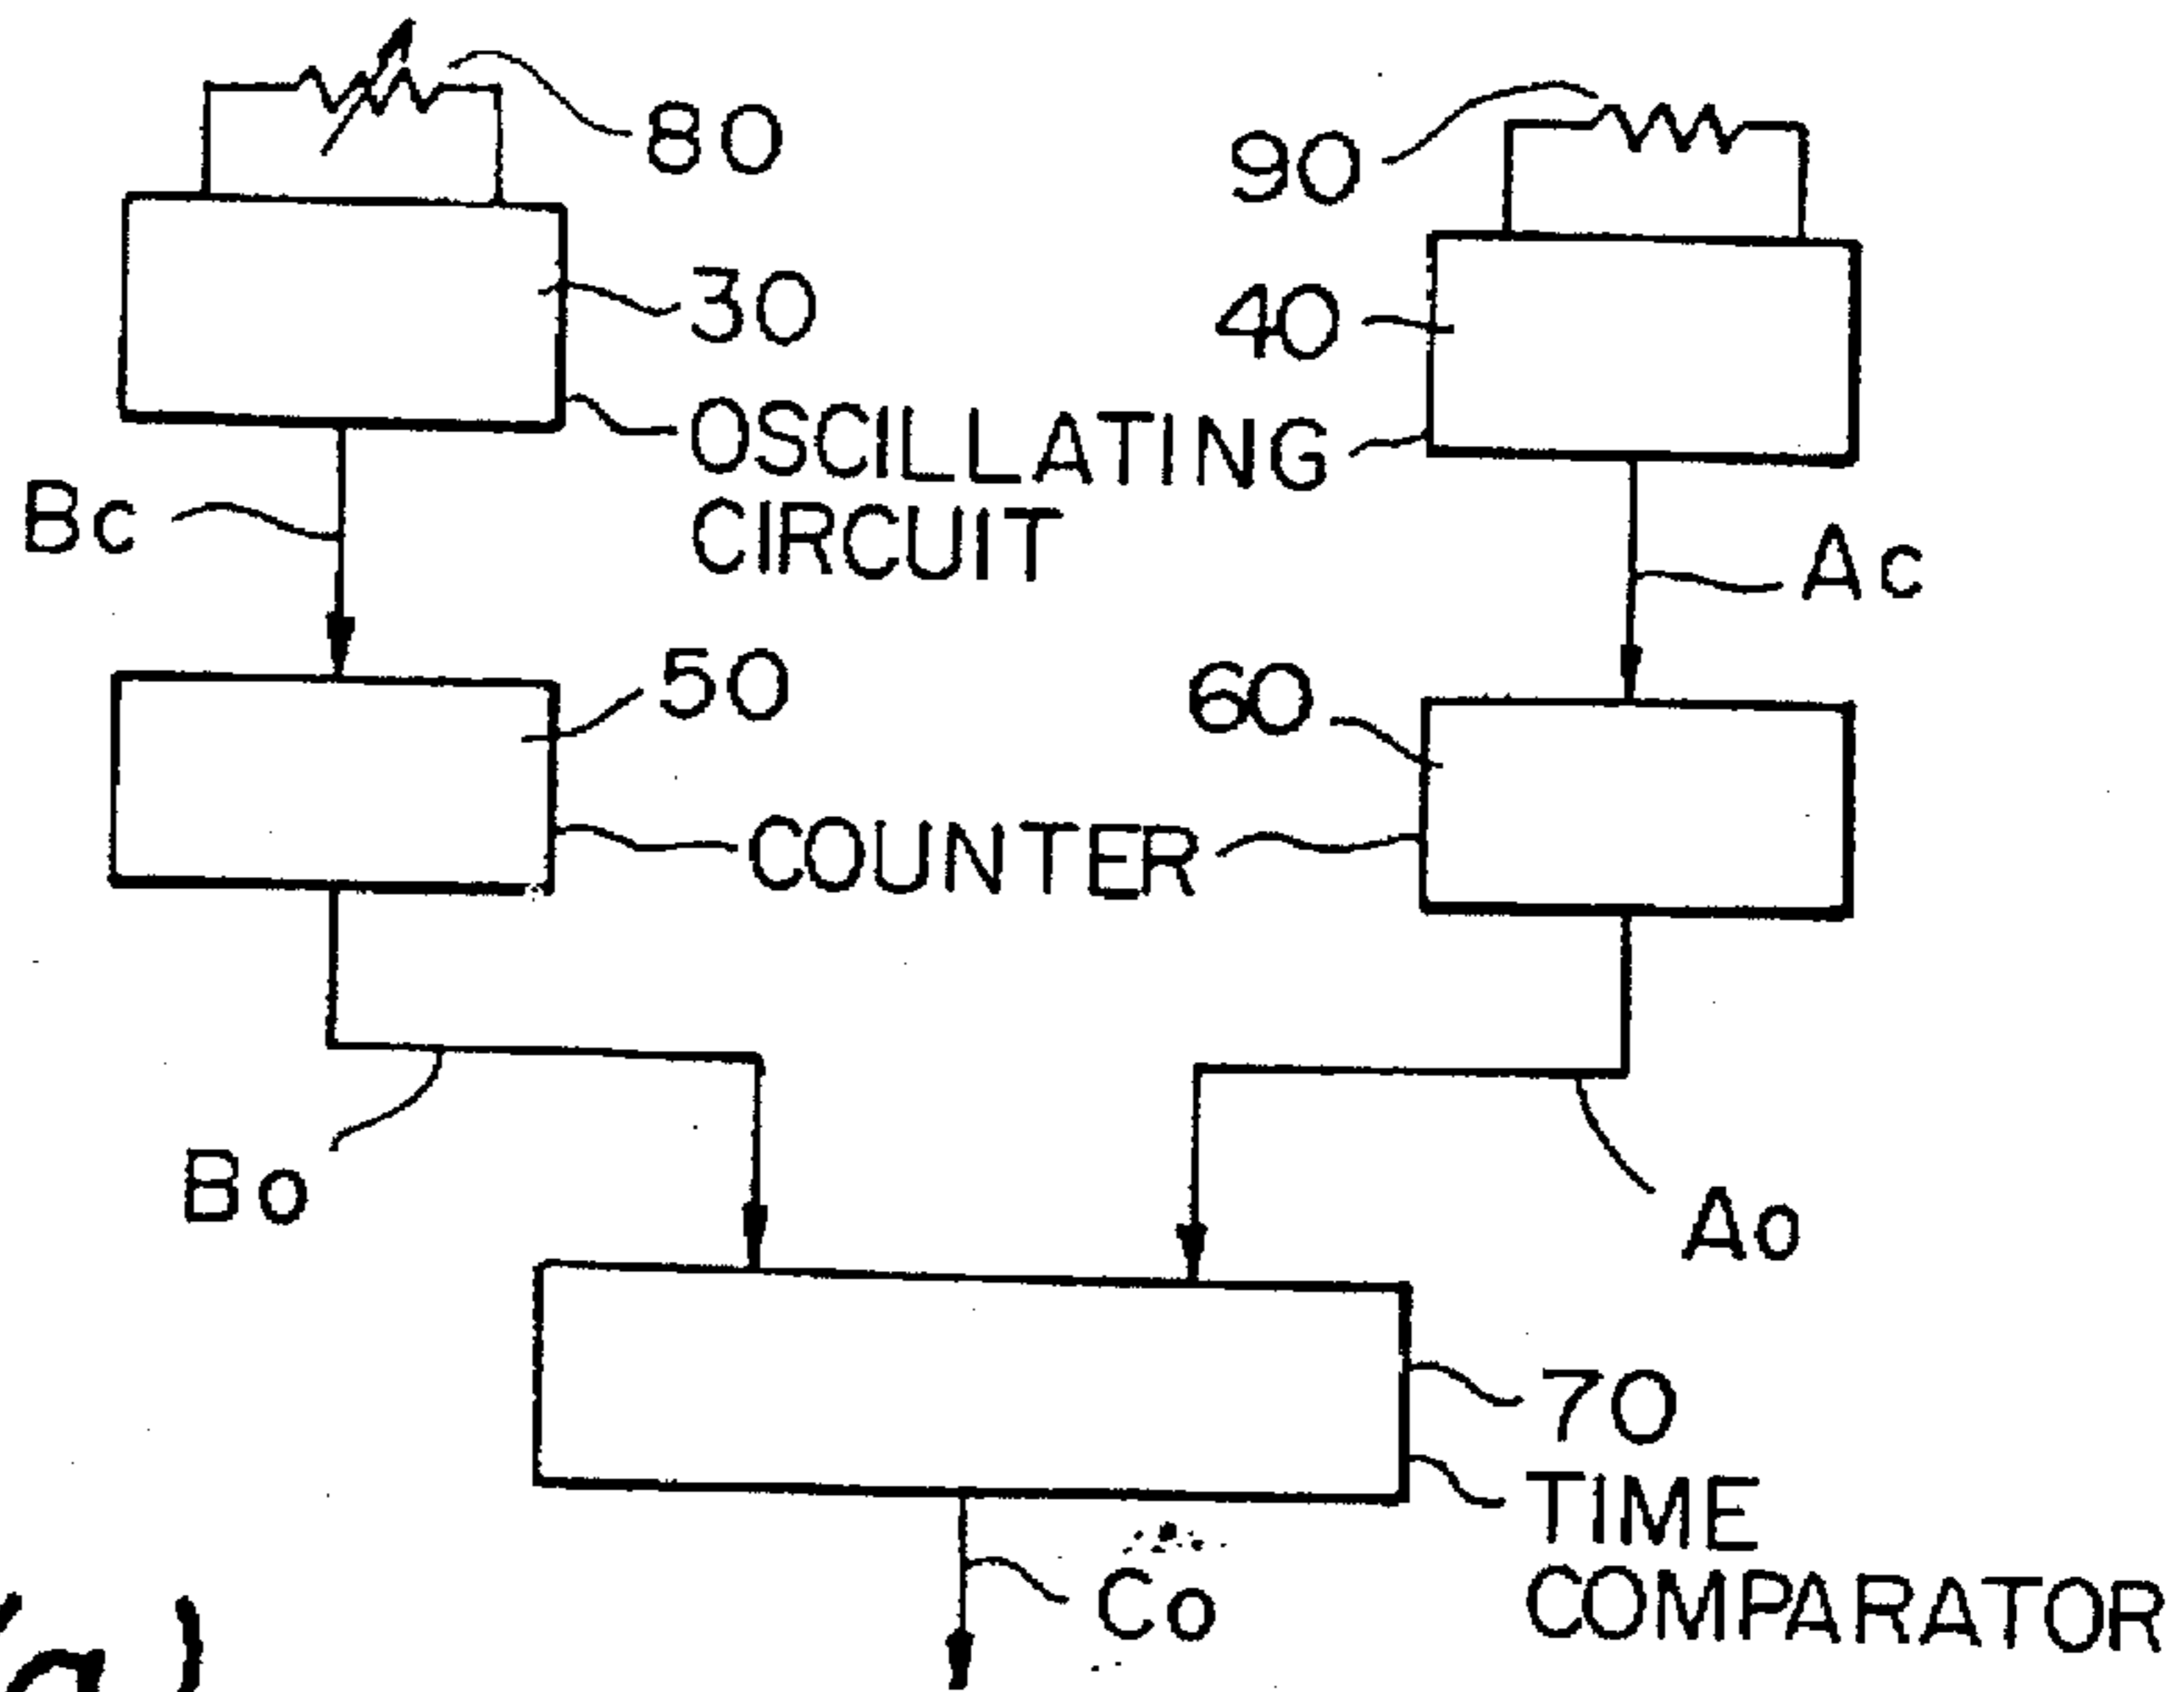 80
90
30
40
OSCILLATING
CIRCUIT
Bc
Ac
50
60
COUNTER
Bo
Ao
70
TIME
COMPARATOR
Co
a)